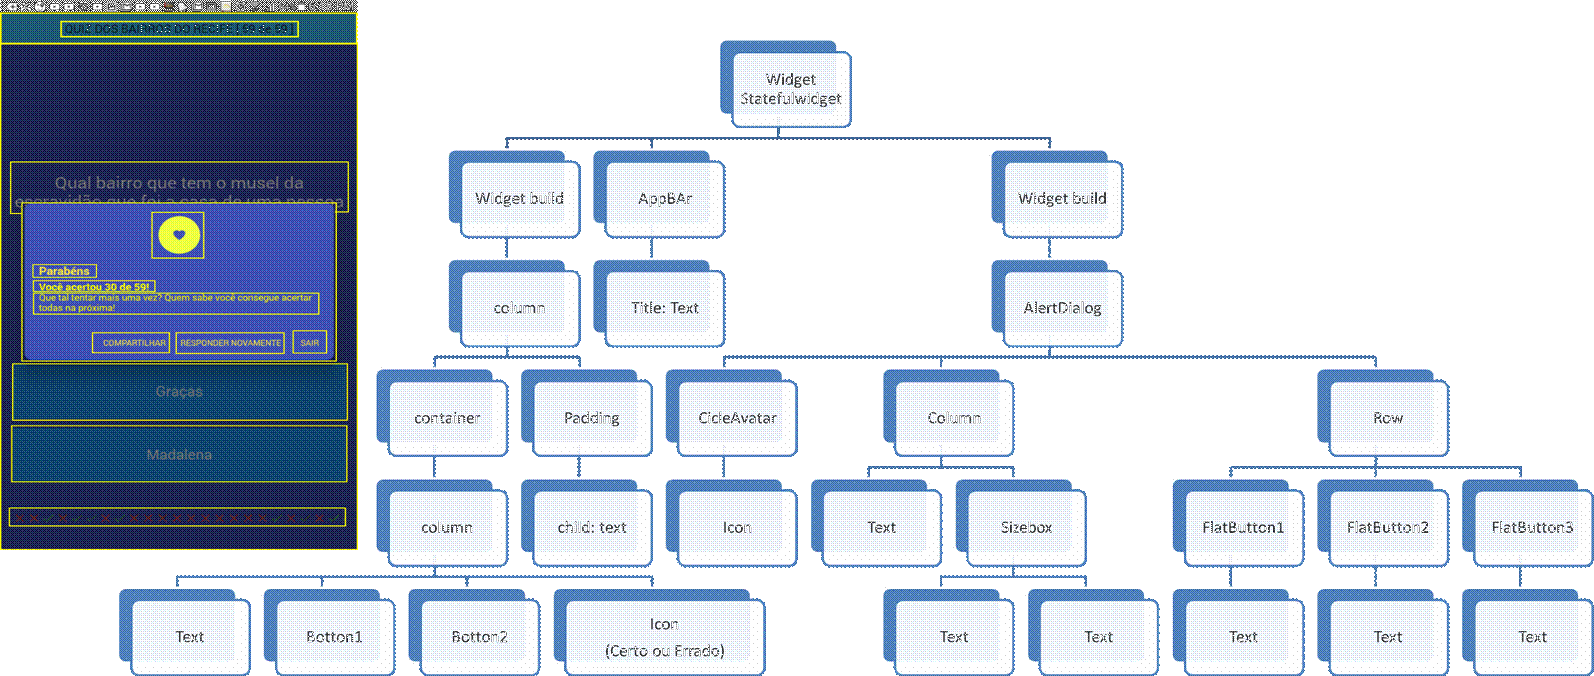 QUIZ DOS BAIRROS DO RECIFE [ 59 de 59 ]
Qual bairro que tem o musel da
escravidão que foi a casa de uma pessoa
Parabéns
Você acertou 30 de 59!
Que tal tentar mais uma vez? Quem sabe você consegue acertar
todas na próxima!
COMPARTILHAR
RESPONDER NOVAMENTE
SAIR
Graças
Madalena
Widget
Statefulwidget
Widget build
AppBAr
Widget build
column
Title: Text
AlertDialog
container
Padding
CicleAvatar
Column
Row
column
child: text
Icon
Text
Sizebox
FlatButton1
FlatButton2
FlatButton3
Text
Botton1
Botton2
Icon
(Certo ou Errado)
Text
Text
Text
Text
Text